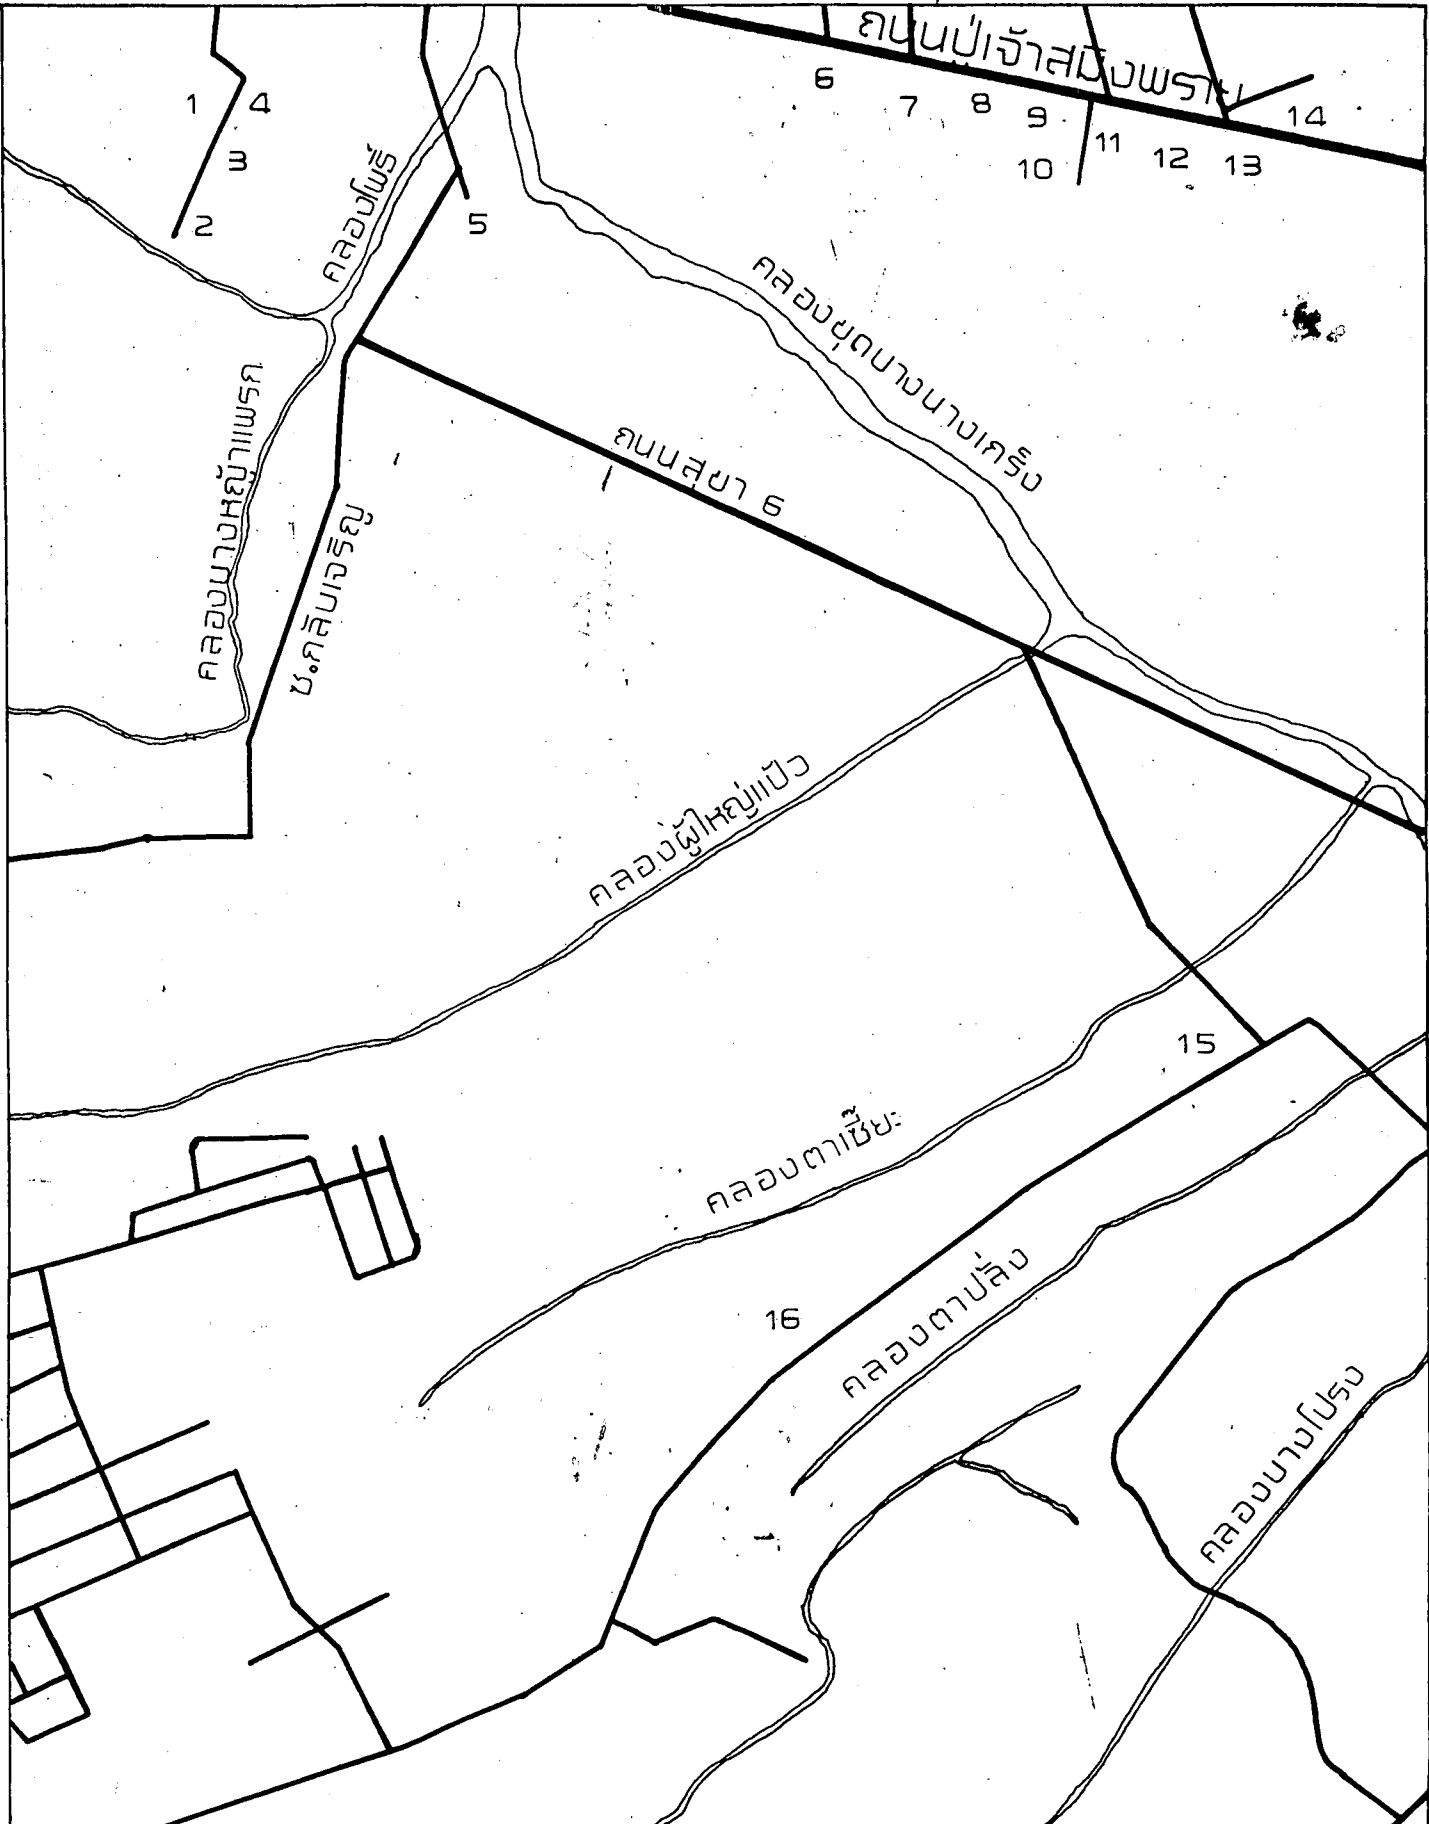 ถนนปู่เจ้าสมิงพราย
6
7
8
9
14
1
4
11
10
12
13
3
คลองโพธิ์
2
5
คลองขุดบางนางเกร็ง
คลองบางหญ้าแพรก
ถนนสุขา 6
ซ.กลับเจริญ
คลองผู้ใหญ่แป๊ว
15
คลองตาเซี๊ยะ
คลองตาปลั่ง
16
คลองบางโปรง